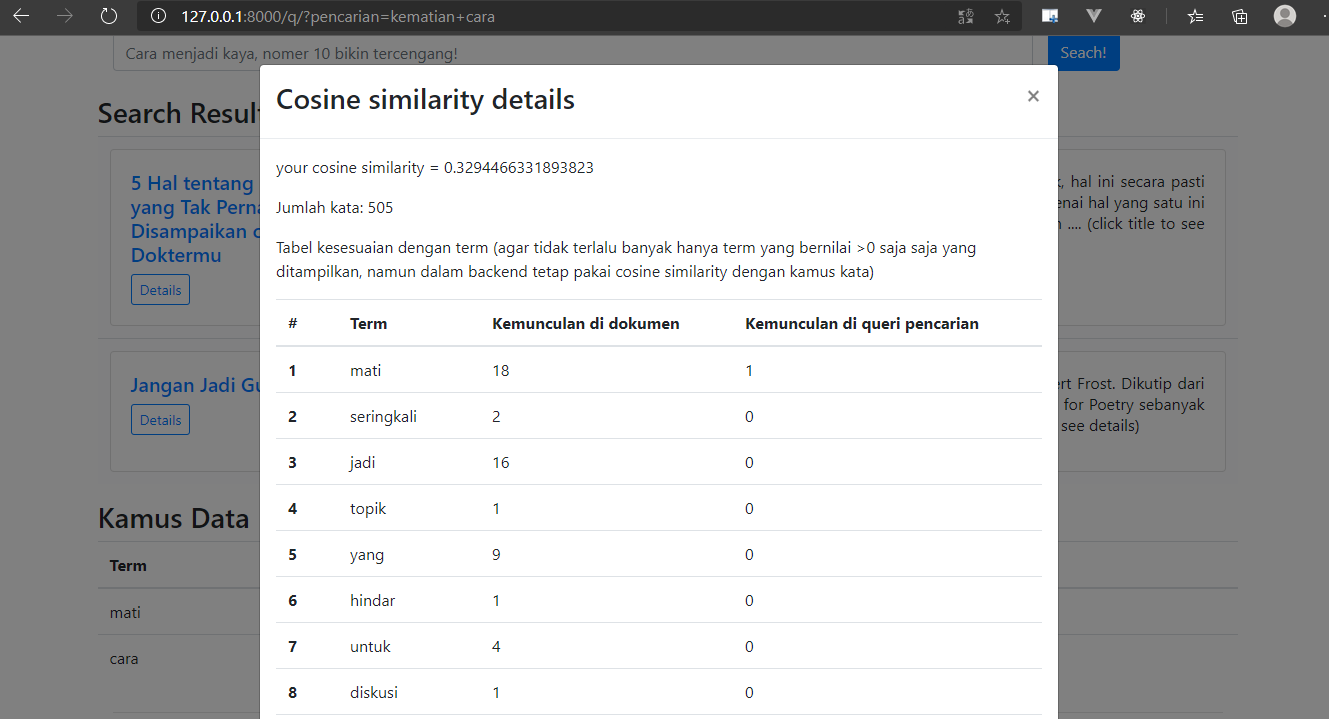 127.0.0.1:8000/q/?pencarian=kematian+cara
Cara menjadi kaya, nomer 10 bikin tercengang!
Seach!
Search Result
Cosine similarity details
×
your cosine similarity = 0.3294466331893823
Jumlah kata: 505
Tabel kesesuaian dengan term (agar tidak terlalu banyak hanya term yang bernilai >0 saja saja yang
ditampilkan, namun dalam backend tetap pakai cosine similarity dengan kamus kata)
# Term Kemunculan di dokumen Kemunculan di queri pencarian
1 mati 18 1
2 seringkali 2 0
3 jadi 16 0
4 topik 1 0
5 yang 9 0
6 hindar 1 0
7 untuk 4 0
8 diskusi 1 0
5 Hal tentang
yang Tak Perna
Disampaikan o
Doktermu
Details
, hal ini secara pasti
enai hal yang satu ini
.... (click title to see
Jangan Jadi Gu
Details
ert Frost. Dikutip dari
for Poetry sebanyak
see details)
Kamus Data
Term
mati
cara